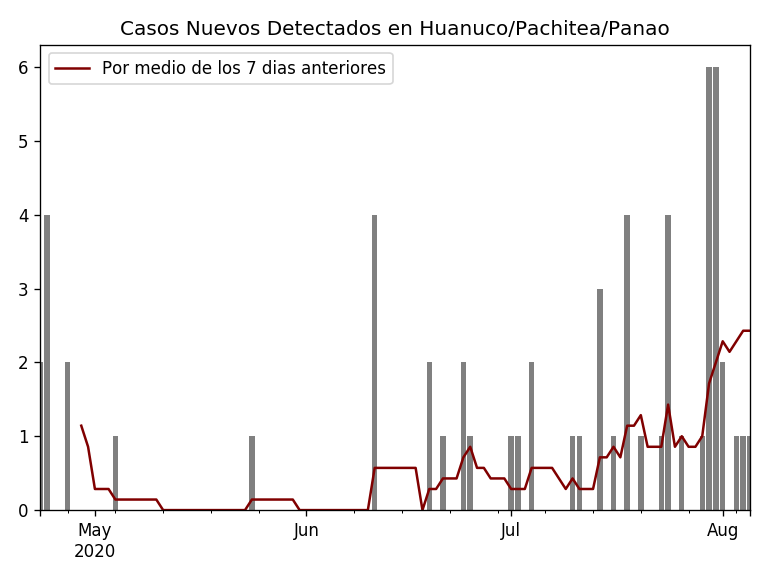 Casos Nuevos Detectados en Huanuco/Pachitea/Panao
Por medio de los 7 dias anteriores
6
5
4
3
2
1
0
May
2020
Jun
Jul
Aug